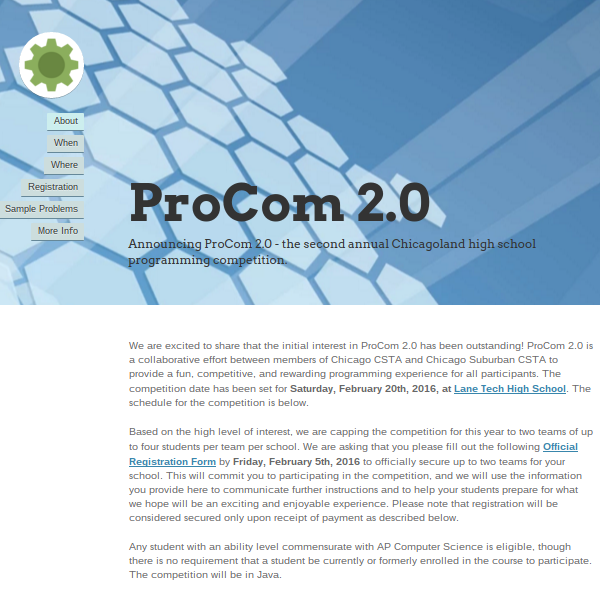 About
When
Where
Registration
Sample Problems
More Info
ProCom 2.0
Announcing ProCom 2.0 - the second annual Chicagoland high school
programming competition.
We are excited to share that the initial interest in ProCom 2.0 has been outstanding! ProCom 2.0 is
a collaborative effort between members of Chicago CSTA and Chicago Suburban CSTA to
provide a fun, competitive, and rewarding programming experience for all participants. The
competition date has been set for Saturday, February 20th, 2016, at Lane Tech High School. The
schedule for the competition is below.
Based on the high level of interest, we are capping the competition for this year to two teams of up
to four students per team per school. We are asking that you please fill out the following Official
Registration Form by Friday, February 5th, 2016 to officially secure up to two teams for your
school. This will commit you to participating in the competition, and we will use the information
you provide here to communicate further instructions and to help your students prepare for what
we hope will be an exciting and enjoyable experience. Please note that registration will be
considered secured only upon receipt of payment as described below.
Any student with an ability level commensurate with AP Computer Science is eligible, though
there is no requirement that a student be currently or formerly enrolled in the course to participate.
The competition will be in Java.